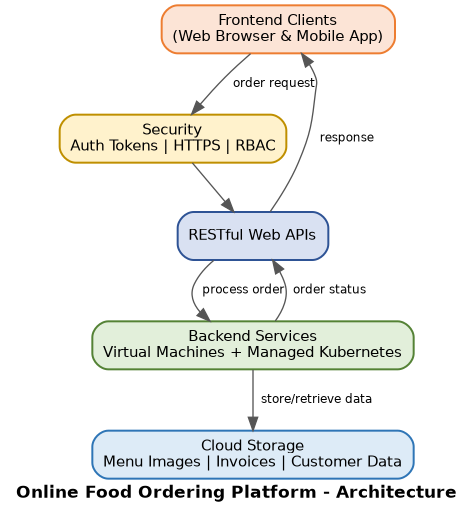 Frontend Clients
(Web Browser & Mobile App)
order request
Security
Auth Tokens | HTTPS | RBAC
response
RESTful Web APIs
process order
order status
Backend Services
Virtual Machines + Managed Kubernetes
store/retrieve data
Cloud Storage
Menu Images | Invoices | Customer Data
Online Food Ordering Platform - Architecture